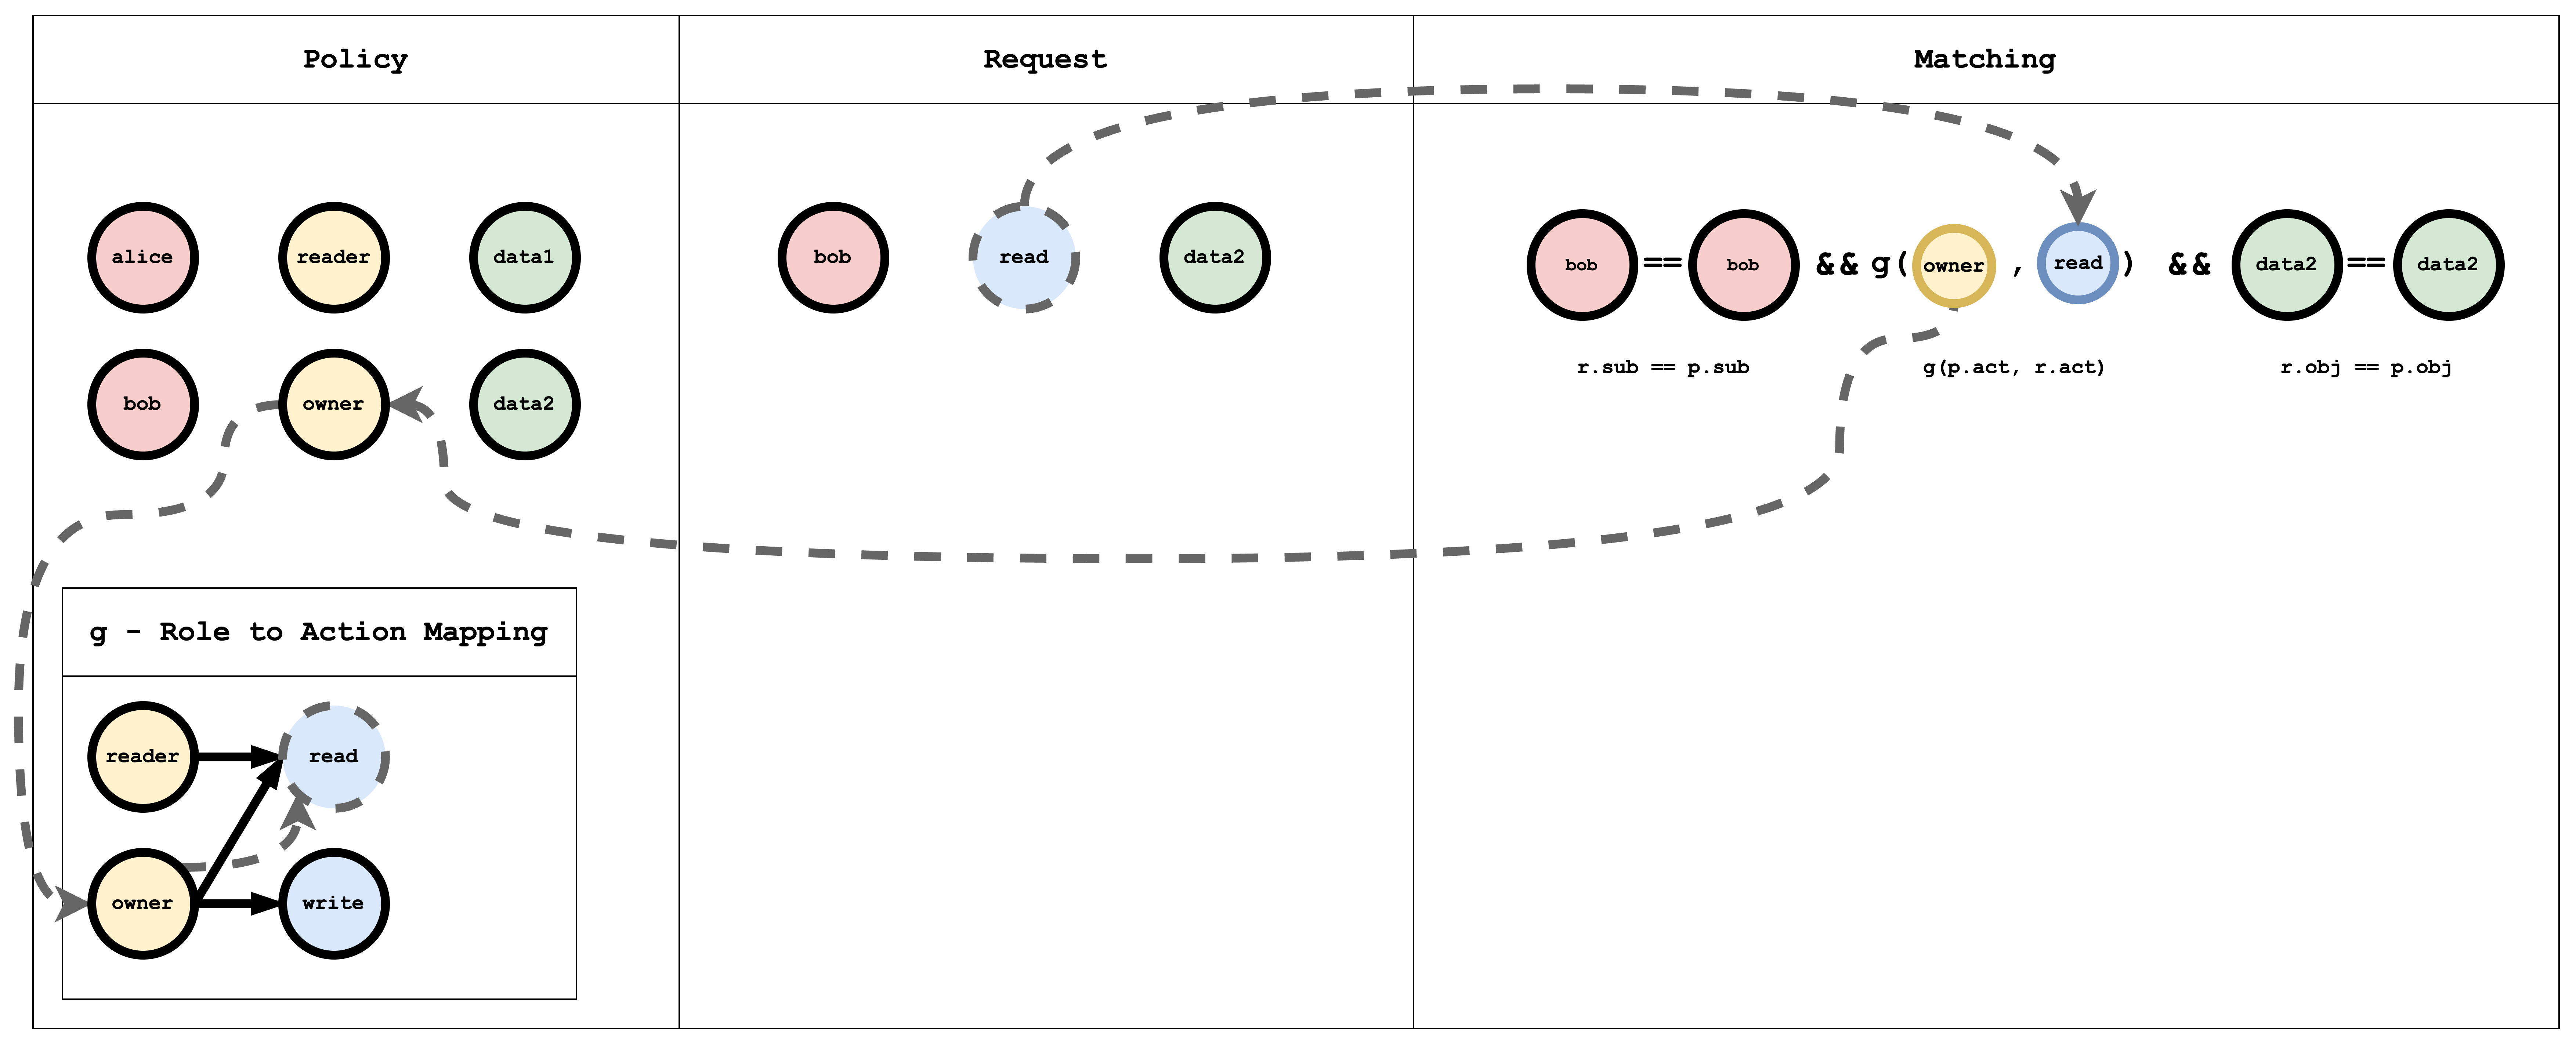 Policy
Request
Matching
alice reader data1
bob read data2
bob == bob && g( owner , read ) && data2 == data2
r.sub == p.sub g(p.act, r.act) r.obj == p.obj
bob owner data2
g - Role to Action Mapping
reader read
owner write